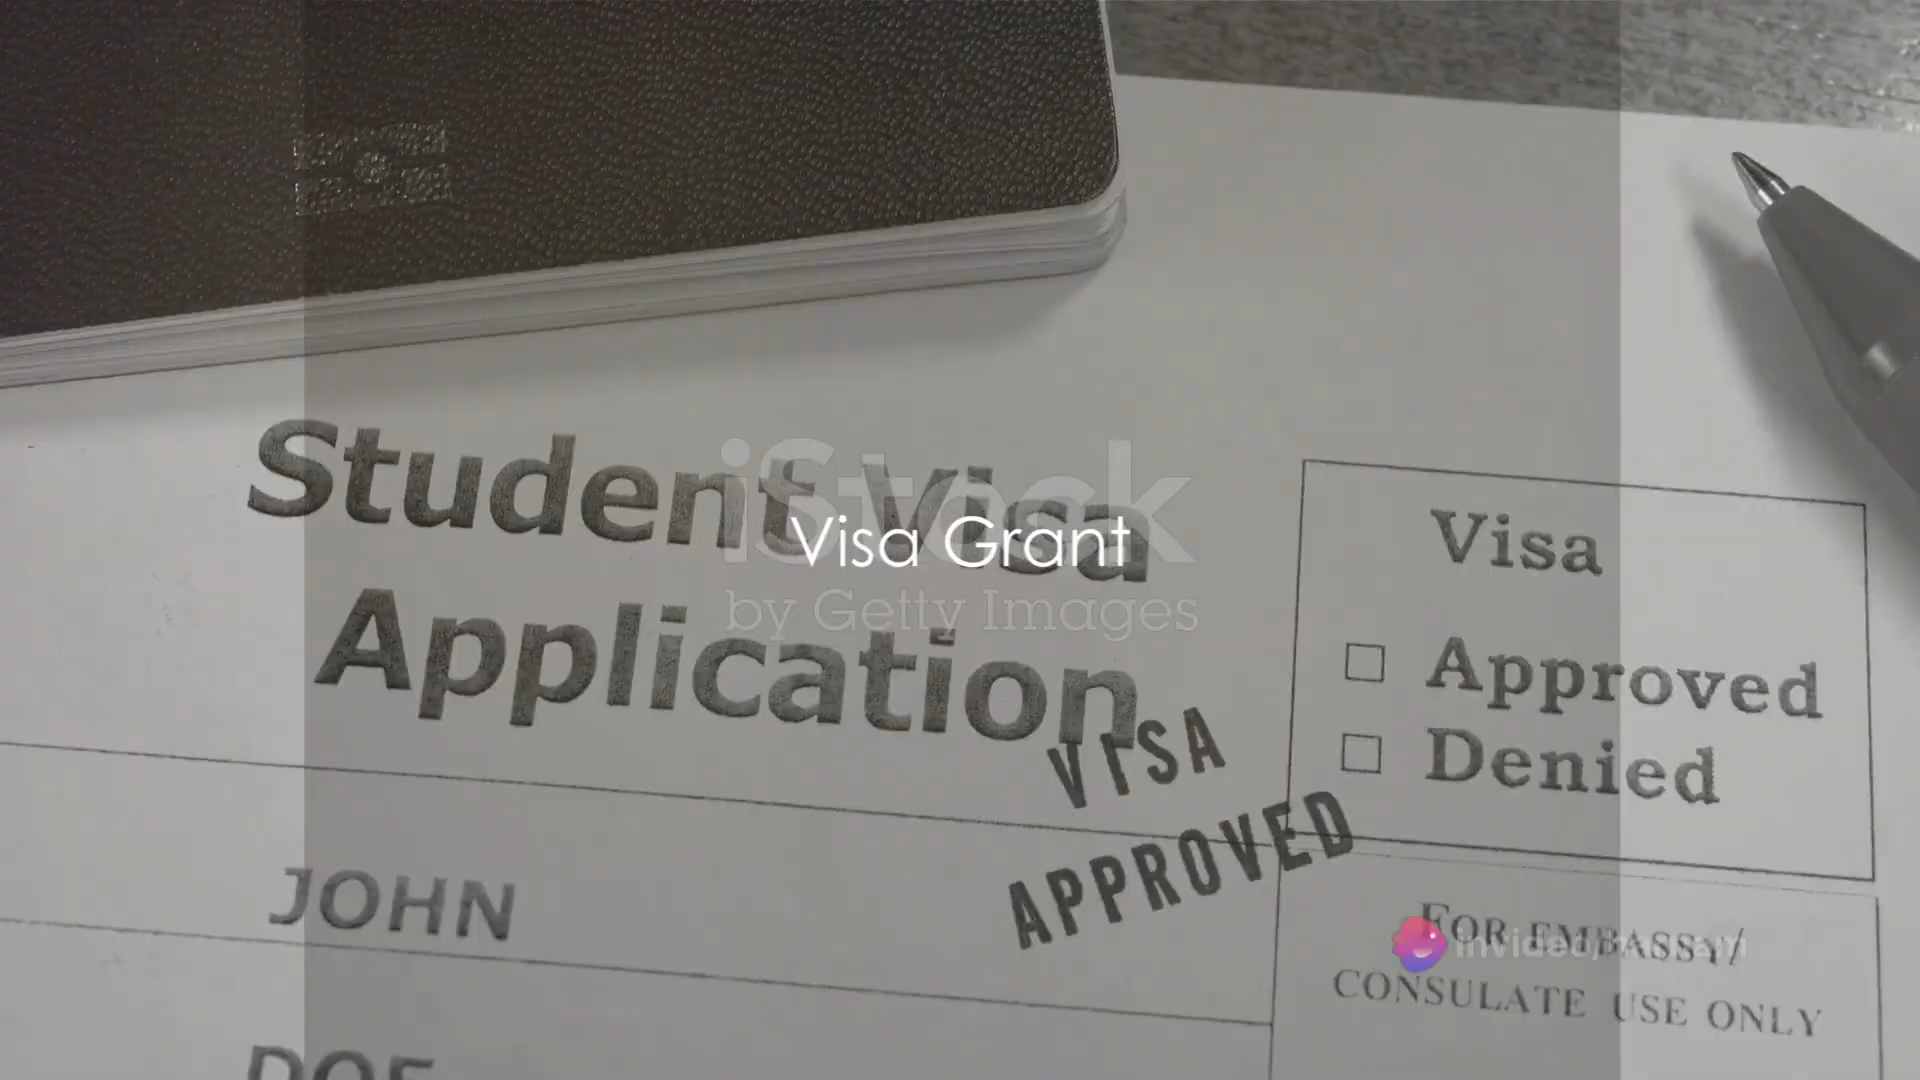 Student Visa
Application
iStock
Visa Grant
by Getty Images
Visa
Approved
Denied
VISA
APPROVED
JOHN
FOR EMBASSY/
CONSULATE USE ONLY
DOE